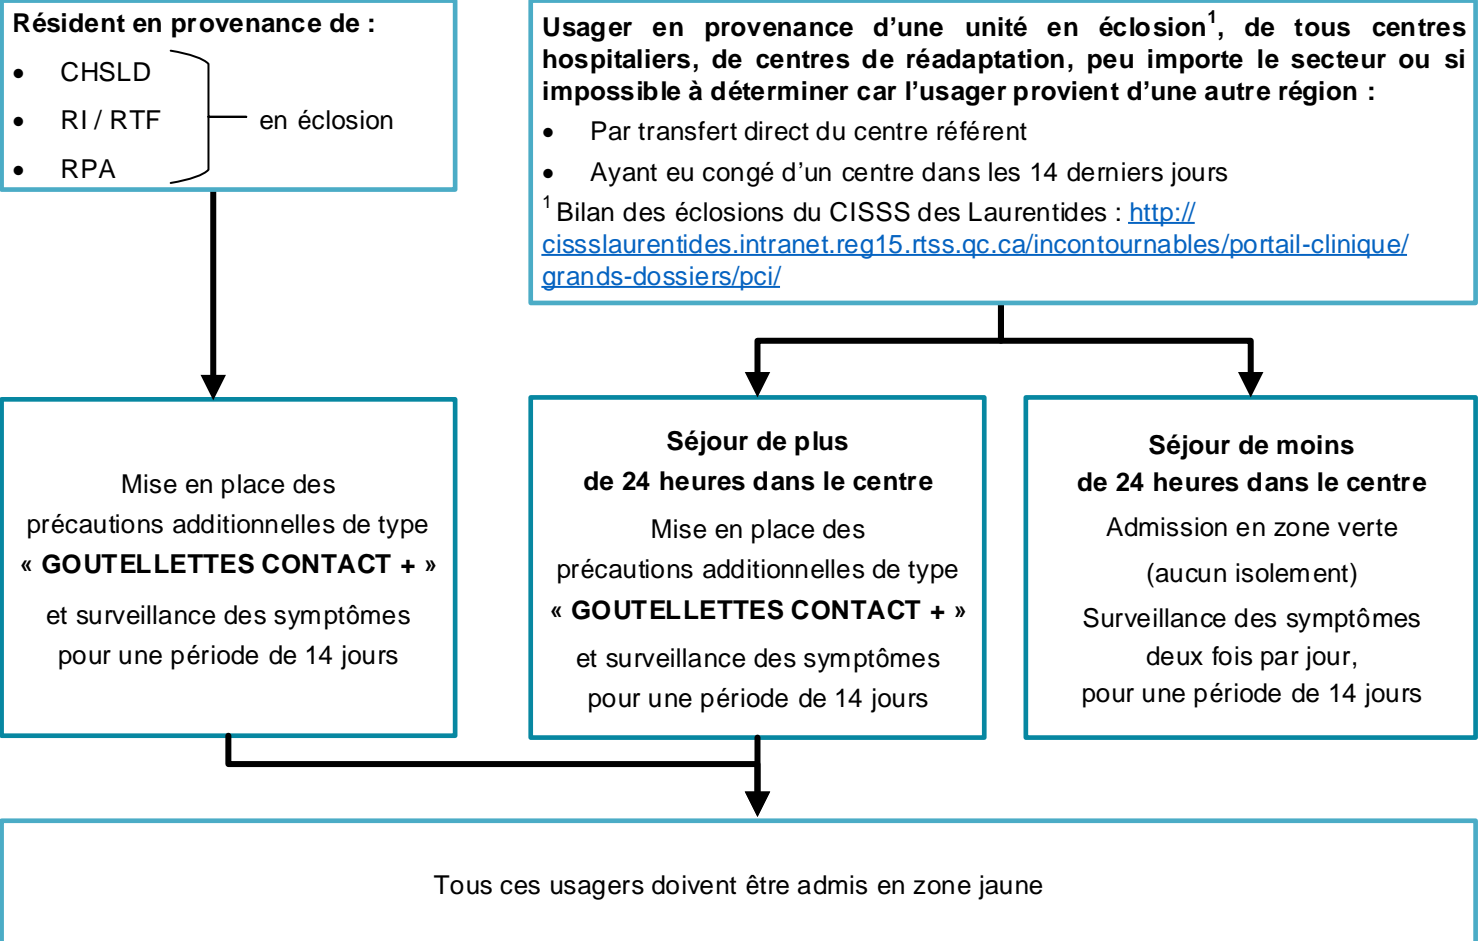 Résident en provenance de :
• CHSLD
• RI / RTF
en éclosion
• RPA
Usager en provenance d’une unité en éclosion1, de tous centres
hospitaliers, de centres de réadaptation, peu importe le secteur ou si
impossible à déterminer car l’usager provient d’une autre région :
• Par transfert direct du centre référent
• Ayant eu congé d’un centre dans les 14 derniers jours
1 Bilan des éclosions du CISSS des Laurentides : http://
cissslaurentides.intranet.reg15.rtss.qc.ca/incontournables/portail-clinique/
grands-dossiers/pci/
Mise en place des
précautions additionnelles de type
« GOUTELLETTES CONTACT + »
et surveillance des symptômes
pour une période de 14 jours
Séjour de plus
de 24 heures dans le centre
Mise en place des
précautions additionnelles de type
« GOUTELLETTES CONTACT + »
et surveillance des symptômes
pour une période de 14 jours
Séjour de moins
de 24 heures dans le centre
Admission en zone verte
(aucun isolement)
Surveillance des symptômes
deux fois par jour,
pour une période de 14 jours
Tous ces usagers doivent être admis en zone jaune